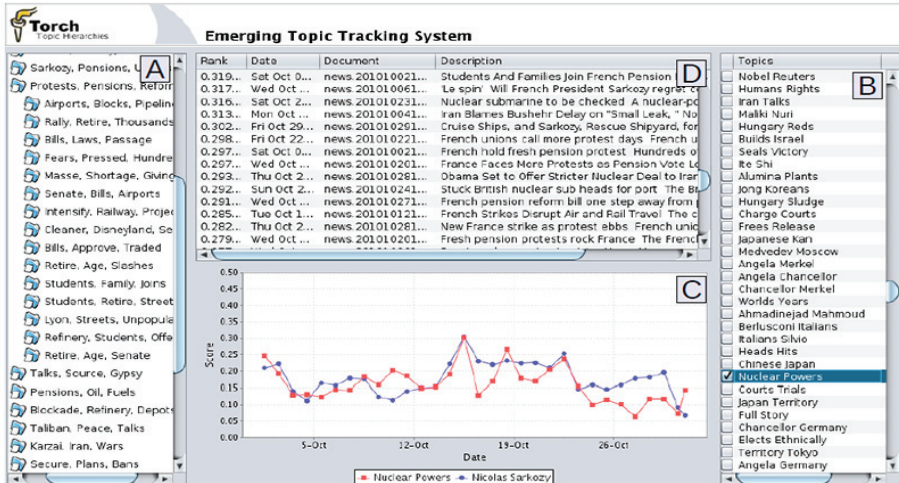 Torch
Topic Hierarchies
Emerging Topic Tracking System
A
Sarkozy, Pensions, U
Protests, Pensions, Reform
Airports, Blocks, Pipelin
Rally, Retire, Thousands
Bills, Laws, Passage
Fears, Pressed, Hundre
Masse, Shortage, Giving
Senate, Bills, Airports
Intensify, Railway, Projec
Cleaner, Disneyland, Se
Bills, Approve, Traded
Retire, Age, Slashes
Students, Family, Joins
Students, Retire, Street
Lyon, Streets, Unpopula
Refinery, Students, Offe
Retire, Age, Senate
Talks, Source, Gypsy
Pensions, Oil, Fuels
Blockade, Refinery, Depots
Taliban, Peace, Talks
Karzai, Iran, Wars
Secure, Plans, Bans
Rank Date Document Description
D
0.319... Sat Oct 0... news.201010021... Students And Families Join French Pension
0.317... Wed Oct ... news.201010061... 'Le spin' Will French President Sarkozy regret
0.316... Sat Oct 2... news.201010231... Nuclear submarine to be checked A nuclear-po
0.313... Mon Oct ... news.201010041... Iran Blames Bushehr Delay on "Small Leak, " No
0.302... Fri Oct 29... news.201010291... Cruise Ships, and Sarkozy, Rescue Shipyard, for
0.298... Fri Oct 22... news.201010221... French unions call more protest days French u
0.297... Sat Oct 0... news.201010021... French hold fresh pension protest Hundreds o
0.297... Wed Oct ... news.201010201... France Faces More Protests as Pension Vote Lo
0.293... Thu Oct 2... news.201010281... Obama Set to Offer Stricter Nuclear Deal to Iran
0.292... Sun Oct 2... news.201010241... Stuck British nuclear sub heads for port The Br
0.291... Wed Oct ... news.201010271... French pension reform bill one step away from
0.285... Tue Oct 1... news.201010121... French Strikes Disrupt Air and Rail Travel The c
0.282... Thu Oct 2... news.201010281... New France strike as protest ebbs French unio
0.279... Wed Oct ... news.201010201... Fresh pension protests rock France The French
C
0.50
0.45
0.40
0.35
0.30
0.25
0.20
0.15
0.10
0.05
0.00
Score
5-Oct 12-Oct 19-Oct 26-Oct
Date
Nuclear Powers Nicolas Sarkozy
Topics
B
Nobel Reuters
Humans Rights
Iran Talks
Maliki Nuri
Hungary Reds
Builds Israel
Seals Victory
Ite Shi
Alumina Plants
Jong Koreans
Hungary Sludge
Charge Courts
Frees Release
Japanese Kan
Medvedev Moscow
Angela Merkel
Angela Chancellor
Chancellor Merkel
Worlds Years
Ahmadinejad Mahmoud
Berlusconi Italians
Italians Silvio
Heads Hits
Chinese Japan
Nuclear Powers
Courts Trials
Japan Territory
Full Story
Chancellor Germany
Elects Ethnically
Territory Tokyo
Angela Germany